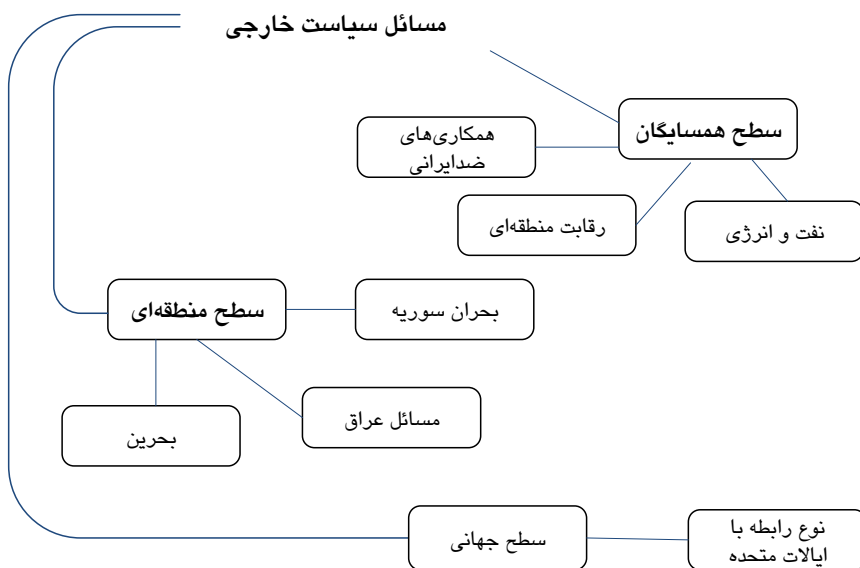 مسائل سیاست خارجی
سطح همسایگان
همکاری‌های
ضدایرانی
رقابت منطقه‌ای
نفت و انرژی
سطح منطقه‌ای
بحران سوریه
مسائل عراق
بحرین
سطح جهانی
نوع رابطه با
ایالات متحده